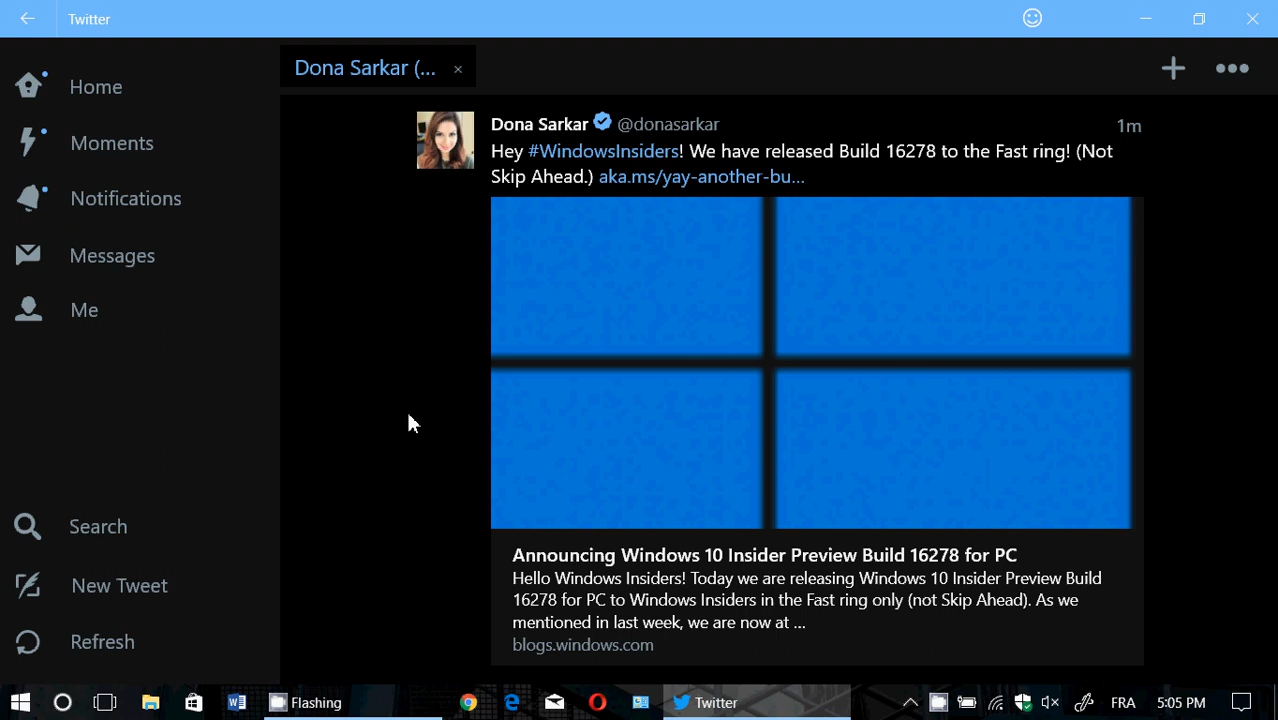 Twitter
Dona Sarkar (...
Home
Moments
Notifications
Messages
Me
Search
New Tweet
Refresh
Dona Sarkar @donasarkar 1m
Hey #WindowsInsiders! We have released Build 16278 to the Fast ring! (Not
Skip Ahead.) aka.ms/yay-another-bu...
Announcing Windows 10 Insider Preview Build 16278 for PC
Hello Windows Insiders! Today we are releasing Windows 10 Insider Preview Build
16278 for PC to Windows Insiders in the Fast ring only (not Skip Ahead). As we
mentioned in last week, we are now at ...
blogs.windows.com
Flashing
Twitter
FRA
5:05 PM